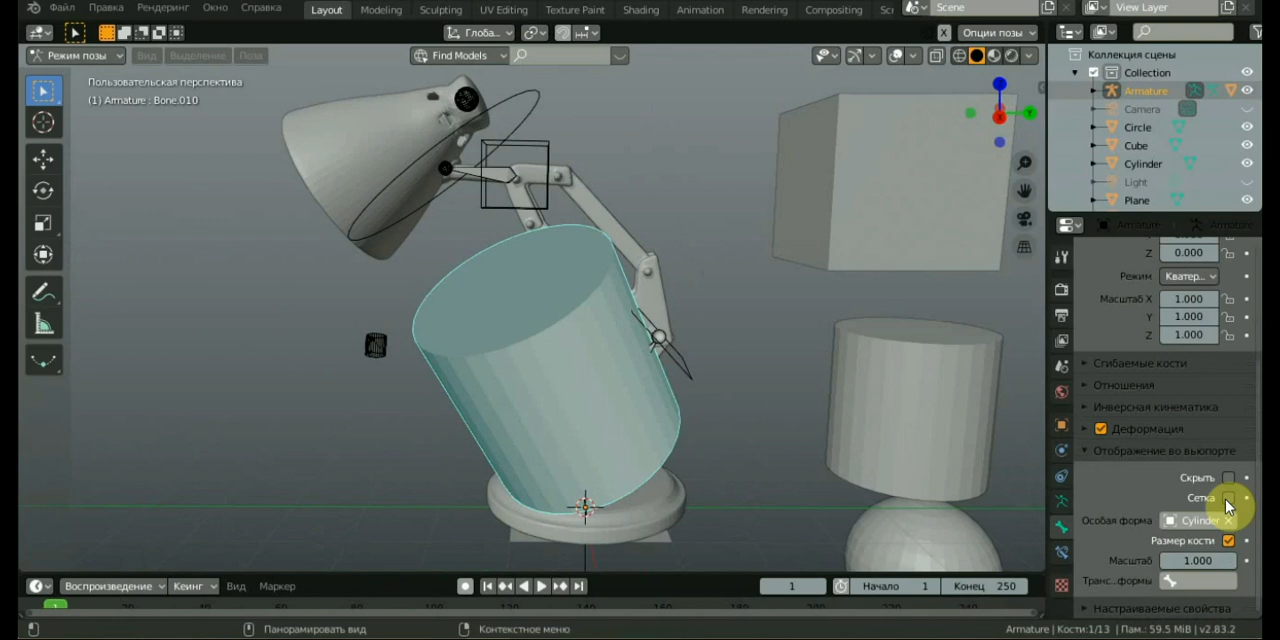 Файл Правка Рендеринг Окно Справка Layout Modeling Sculpting UV Editing Texture Paint Shading Animation Rendering Compositing Scene View Layer
Глоба... X Опции позы
Режим позы Вид Выделение Поза Find Models
Пользовательская перспектива
(1) Armature : Bone.010
Коллекция сцены
Collection
Armature
Camera
Circle
Cube
Cylinder
Light
Plane
Armature Armature
Z 0.000
Режим Кватер...
Масштаб X 1.000
Y 1.000
Z 1.000
Сгибаемые кости
Отношения
Инверсная кинематика
Деформация
Отображение во вьюпорте
Скрыть
Сетка
Особая форма Cylinder
Размер кости
Масштаб 1.000
Транс...формы
Настраиваемые свойства
Воспроизведение Кеинг Вид Маркер 1 Начало 1 Конец 250
1
Панорамировать вид Контекстное меню Armature | Кости:1/13 | Пам.: 59.5 MiB | v2.83.2